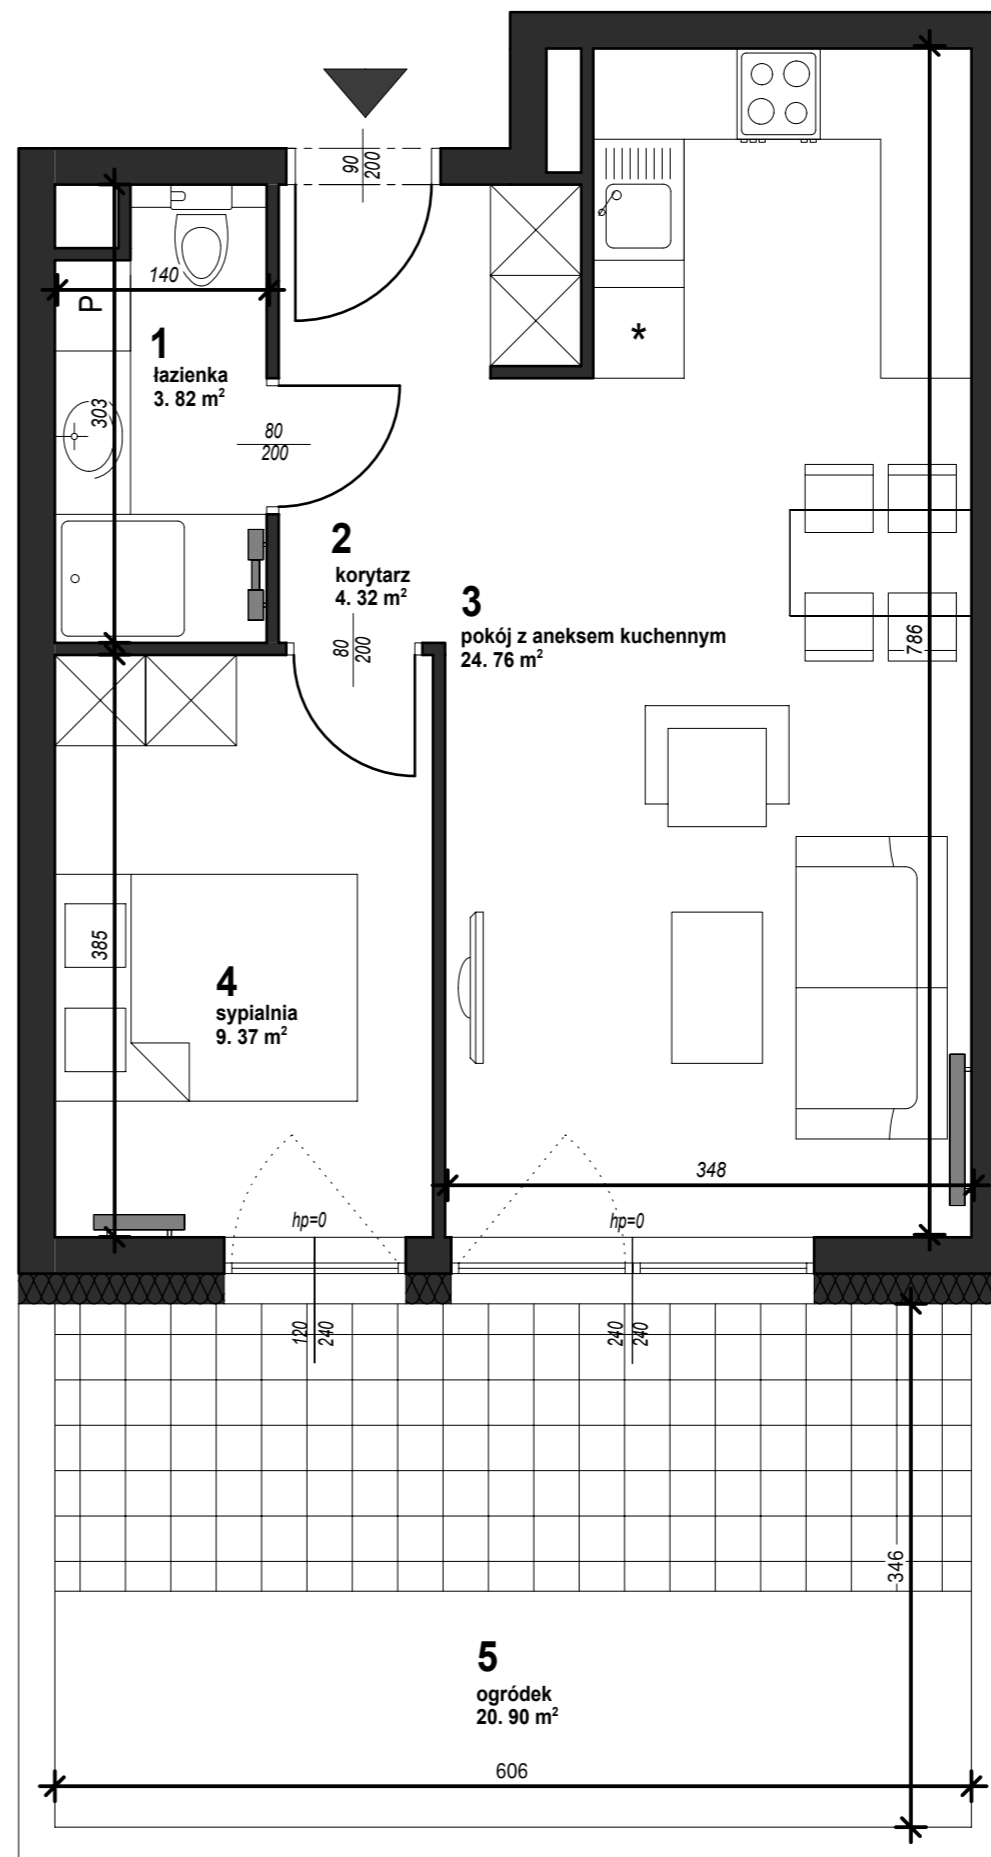 90
200
140
P
1
łazienka
3. 82 m²
303
80
200
*
2
korytarz
4. 32 m²
80
200
3
pokój z aneksem kuchennym
24. 76 m²
786
385
4
sypialnia
9. 37 m²
348
hp=0
hp=0
120
240
240
240
346
5
ogródek
20. 90 m²
606